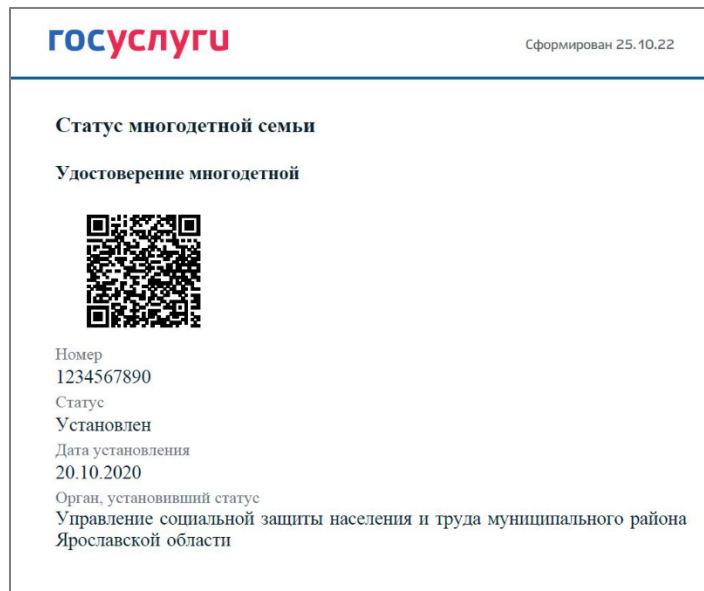 госуслуги
Сформирован 25.10.22
Статус многодетной семьи
Удостоверение многодетной
Номер
1234567890
Статус
Установлен
Дата установления
20.10.2020
Орган, установивший статус
Управление социальной защиты населения и труда муниципального района
Ярославской области